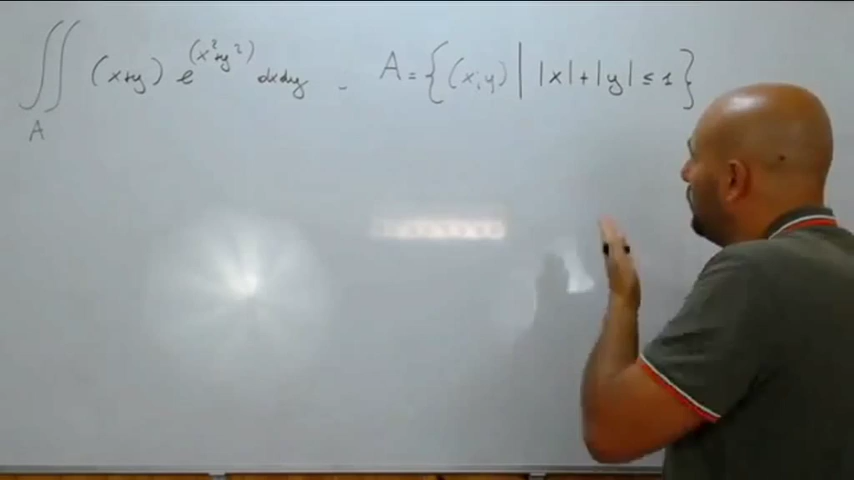 ∬_A (x+y) e^(x²+y²) dxdy . A = {(x,y) | |x|+|y| ≤ 1}